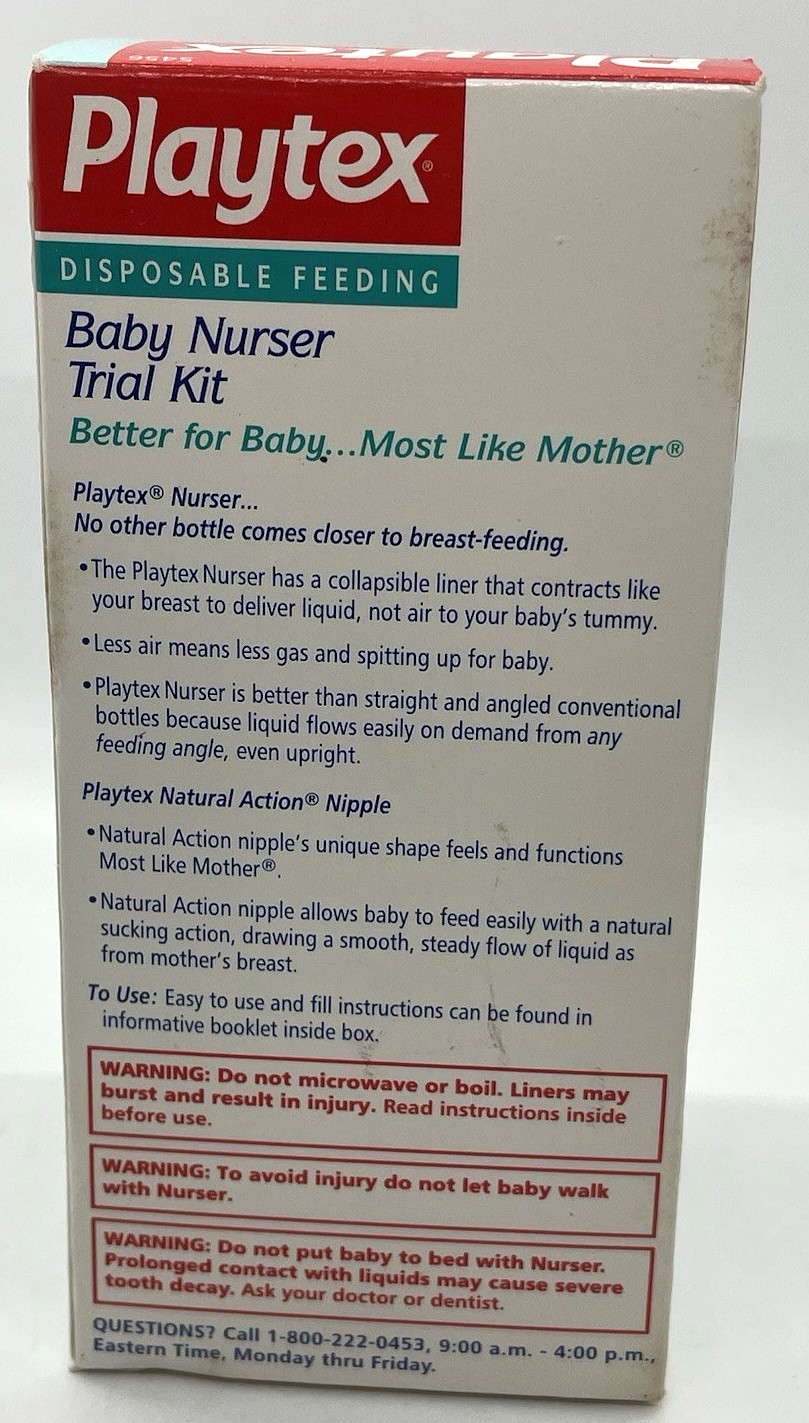 Playtex
5456
Playtex®
DISPOSABLE FEEDING
Baby Nurser
Trial Kit
Better for Baby...Most Like Mother®
Playtex® Nurser...
No other bottle comes closer to breast-feeding.
•The Playtex Nurser has a collapsible liner that contracts like
your breast to deliver liquid, not air to your baby's tummy.
•Less air means less gas and spitting up for baby.
•Playtex Nurser is better than straight and angled conventional
bottles because liquid flows easily on demand from any
feeding angle, even upright.
Playtex Natural Action® Nipple
•Natural Action nipple's unique shape feels and functions
Most Like Mother®.
•Natural Action nipple allows baby to feed easily with a natural
sucking action, drawing a smooth, steady flow of liquid as
from mother's breast.
To Use: Easy to use and fill instructions can be found in
informative booklet inside box.
WARNING: Do not microwave or boil. Liners may
burst and result in injury. Read instructions inside
before use.
WARNING: To avoid injury do not let baby walk
with Nurser.
WARNING: Do not put baby to bed with Nurser.
Prolonged contact with liquids may cause severe
tooth decay. Ask your doctor or dentist.
QUESTIONS? Call 1-800-222-0453, 9:00 a.m. - 4:00 p.m.,
Eastern Time, Monday thru Friday.